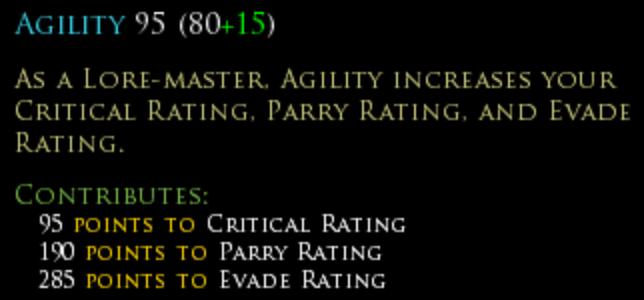 Agility 95 (80+15)
As a Lore-master, Agility increases your
Critical Rating, Parry Rating, and Evade
Rating.
Contributes:
95 points to Critical Rating
190 points to Parry Rating
285 points to Evade Rating